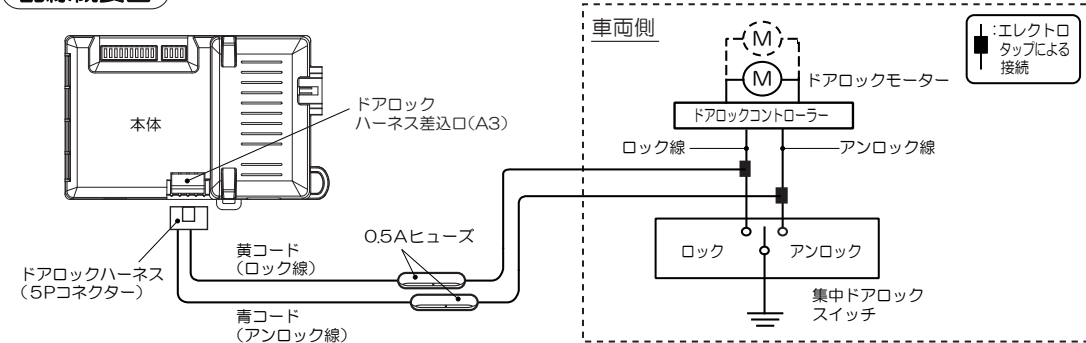 車両側
:エレクトロ
タップによる
接続
M
M
ドアロックモーター
ドアロックコントローラー
ロック線
アンロック線
本体
ドアロック
ハーネス差込口(A3)
0.5Aヒューズ
黄コード
(ロック線)
ドアロックハーネス
(5Pコネクター)
青コード
(アンロック線)
ロック
アンロック
集中ドアロック
スイッチ